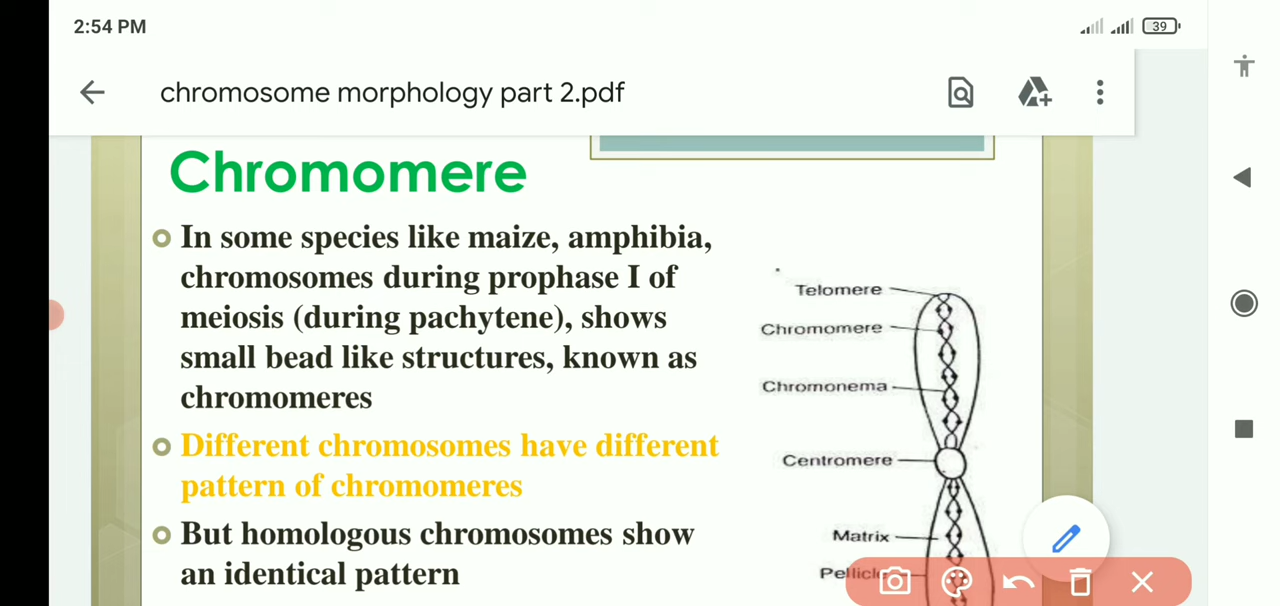 2:54 PM
39
chromosome morphology part 2.pdf
Chromomere
In some species like maize, amphibia,
chromosomes during prophase I of
meiosis (during pachytene), shows
small bead like structures, known as
chromomeres
Different chromosomes have different
pattern of chromomeres
But homologous chromosomes show
an identical pattern
Telomere
Chromomere
Chromonema
Centromere
Matrix
Pellicle